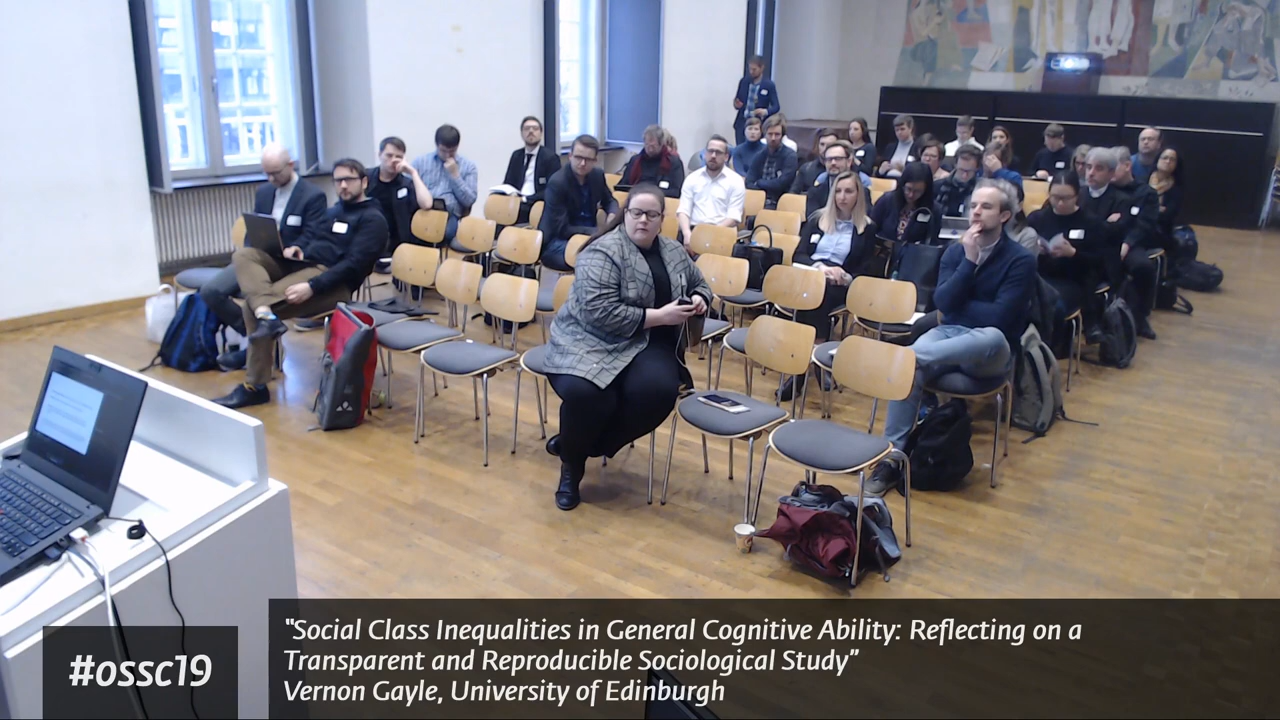 "Social Class Inequalities in General Cognitive Ability: Reflecting on a
Transparent and Reproducible Sociological Study"
Vernon Gayle, University of Edinburgh
#ossc19